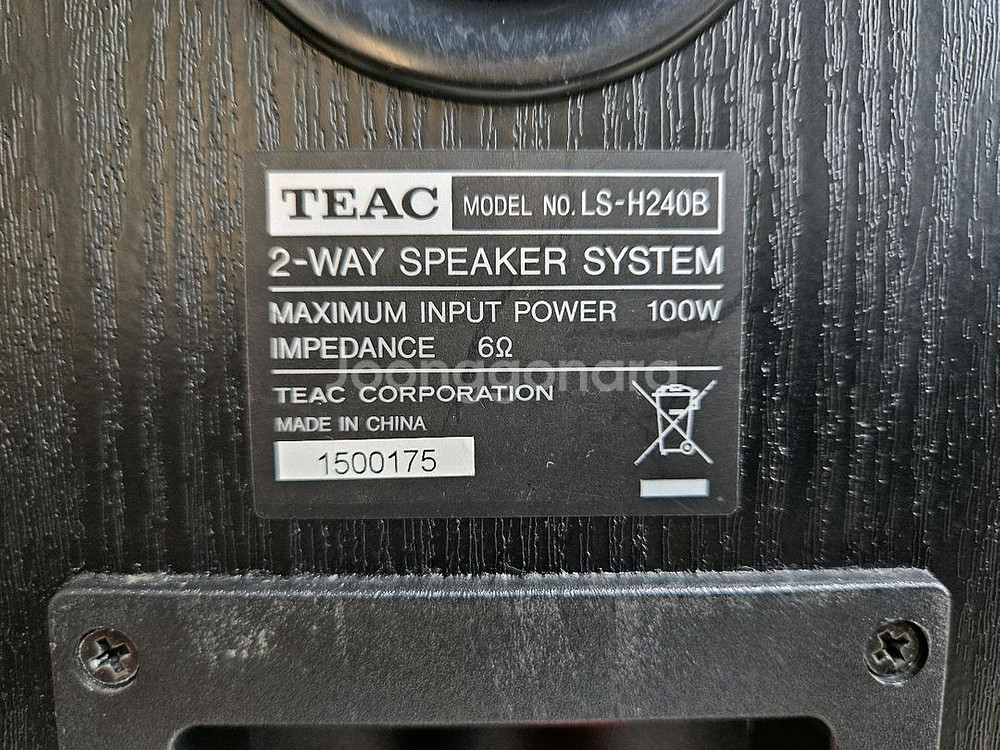 TEAC MODEL NO. LS-H240B
2-WAY SPEAKER SYSTEM
MAXIMUM INPUT POWER 100W
IMPEDANCE 6Ω
Joonggonara
TEAC CORPORATION
MADE IN CHINA
1500175